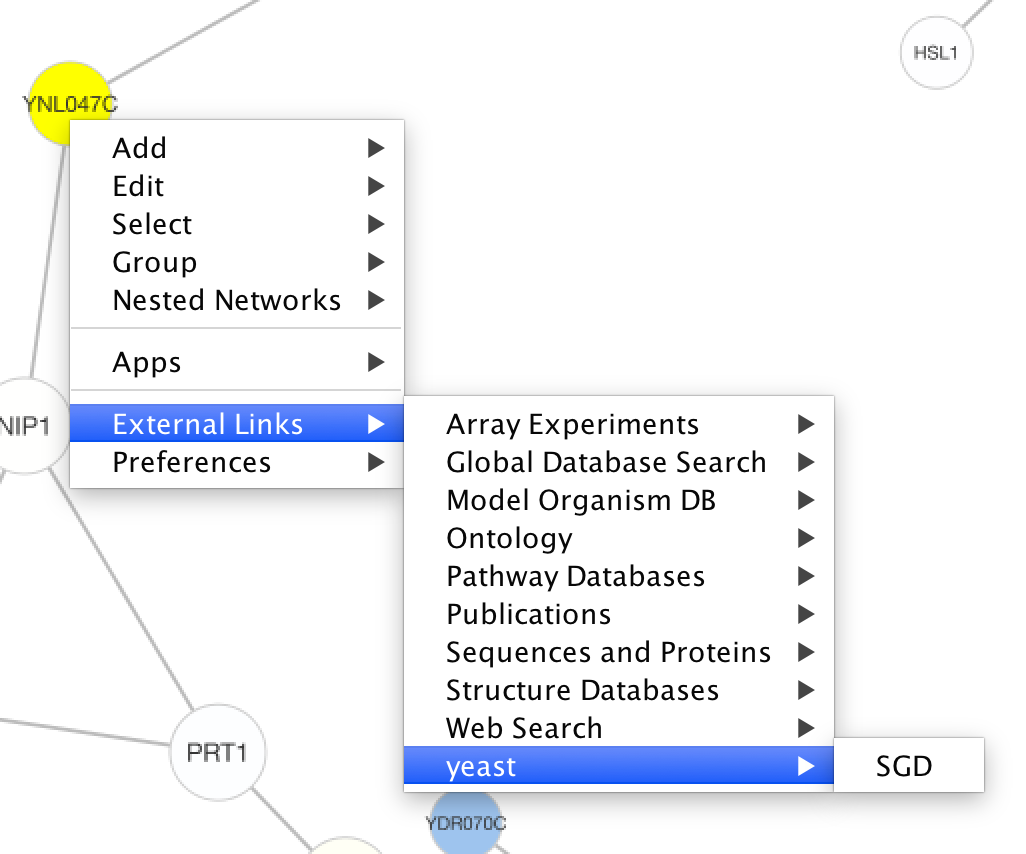 HSL1
YNL047C
Add
Edit
Select
Group
Nested Networks
Apps
External Links
Preferences
NIP1
Array Experiments
Global Database Search
Model Organism DB
Ontology
Pathway Databases
Publications
Sequences and Proteins
Structure Databases
Web Search
yeast
SGD
PRT1
YDR070C